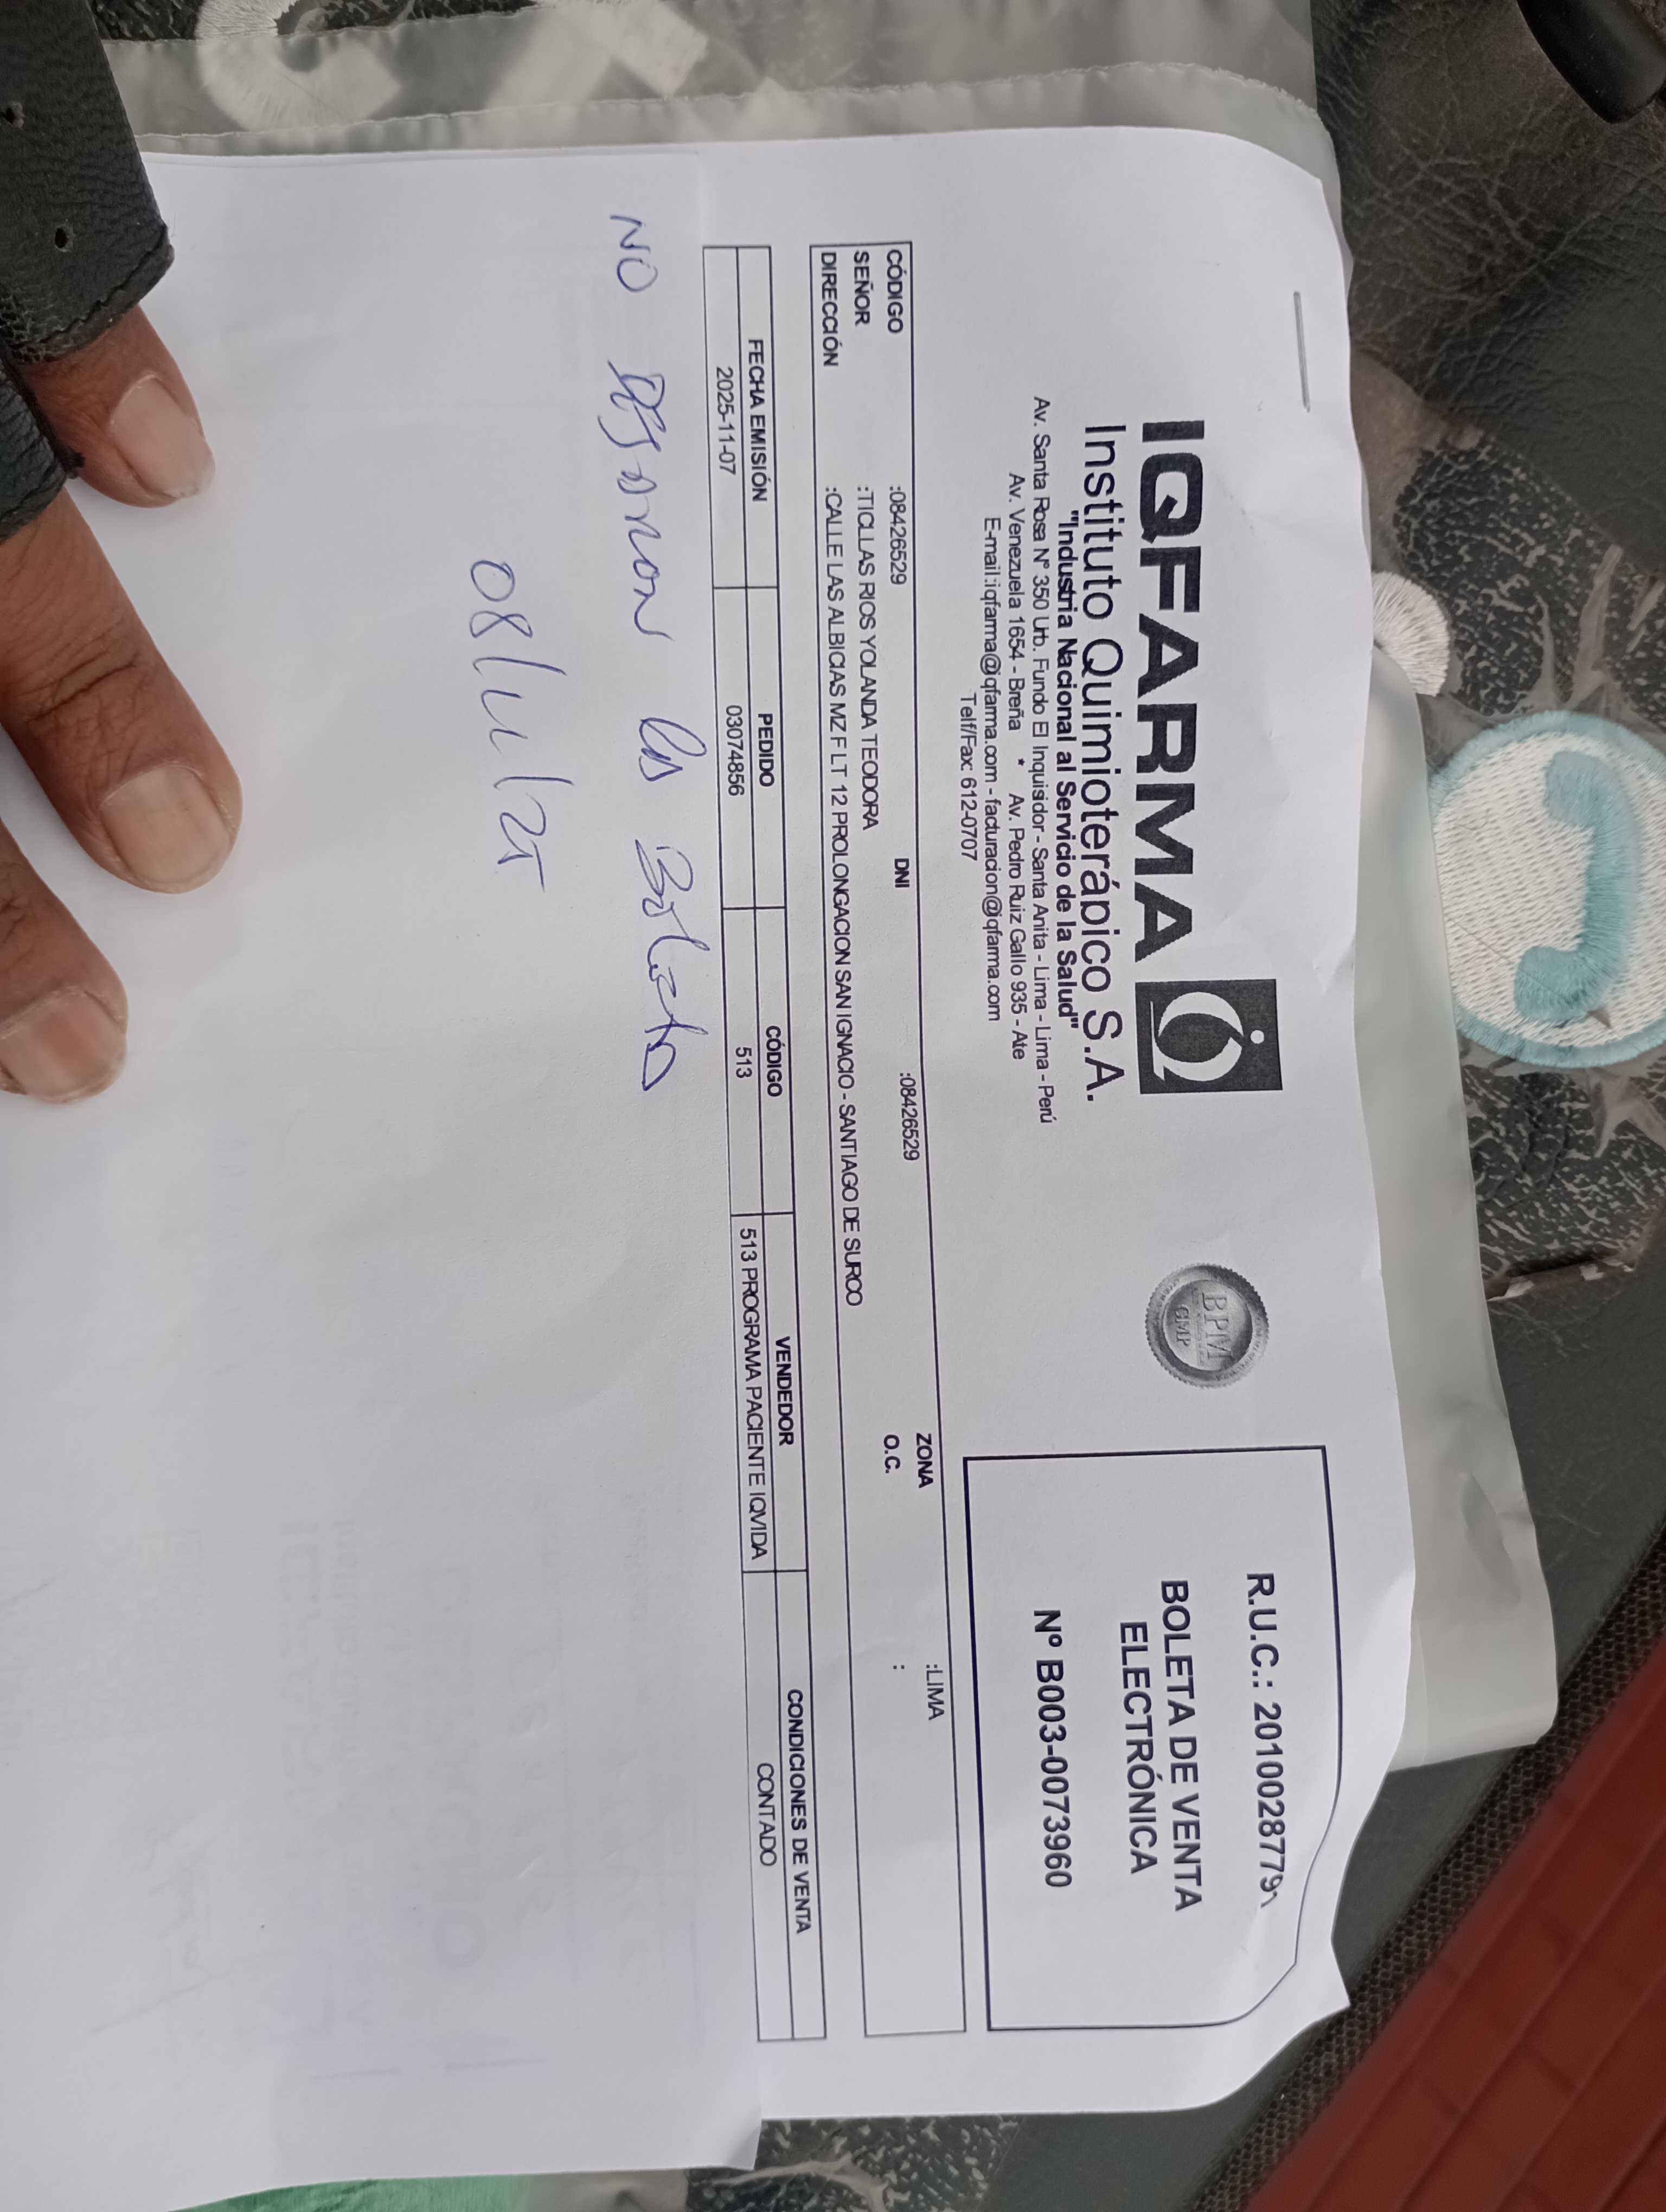 IQFARMA
Instituto Quimioterápico S.A.
"Industria Nacional al Servicio de la Salud"
Av. Santa Rosa Nº 350 Urb. Fundo El Inquisidor - Santa Anita - Lima - Lima - Perú
Av. Venezuela 1654 - Breña * Av. Pedro Ruiz Gallo 935 - Ate
E-mail:iqfarma@iqfarma.com - facturacion@iqfarma.com
Telf/Fax: 612-0707
BPM
GMP
R.U.C.: 2010028779
BOLETA DE VENTA
ELECTRÓNICA
Nº B003-0073960
CÓDIGO :08426529 DNI :08426529 ZONA :LIMA
SEÑOR :TICLLAS RIOS YOLANDA TEODORA O.C. :
DIRECCIÓN :CALLE LAS ALBICIAS MZ F LT 12 PROLONGACION SAN IGNACIO - SANTIAGO DE SURCO
FECHA EMISIÓN PEDIDO CÓDIGO VENDEDOR CONDICIONES DE VENTA
2025-11-07 03074856 513 513 PROGRAMA PACIENTE IQVIDA CONTADO
NO Boleta
08/11/25